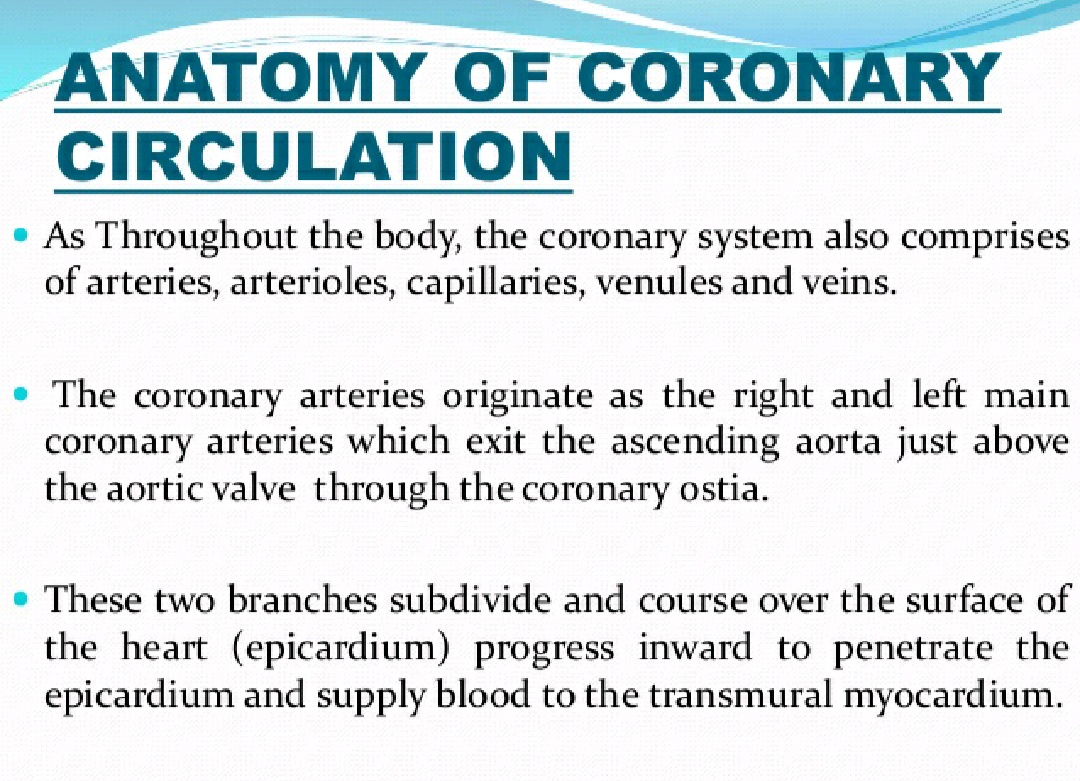 ANATOMY OF CORONARY
CIRCULATION
• As Throughout the body, the coronary system also comprises
of arteries, arterioles, capillaries, venules and veins.
• The coronary arteries originate as the right and left main
coronary arteries which exit the ascending aorta just above
the aortic valve through the coronary ostia.
• These two branches subdivide and course over the surface of
the heart (epicardium) progress inward to penetrate the
epicardium and supply blood to the transmural myocardium.